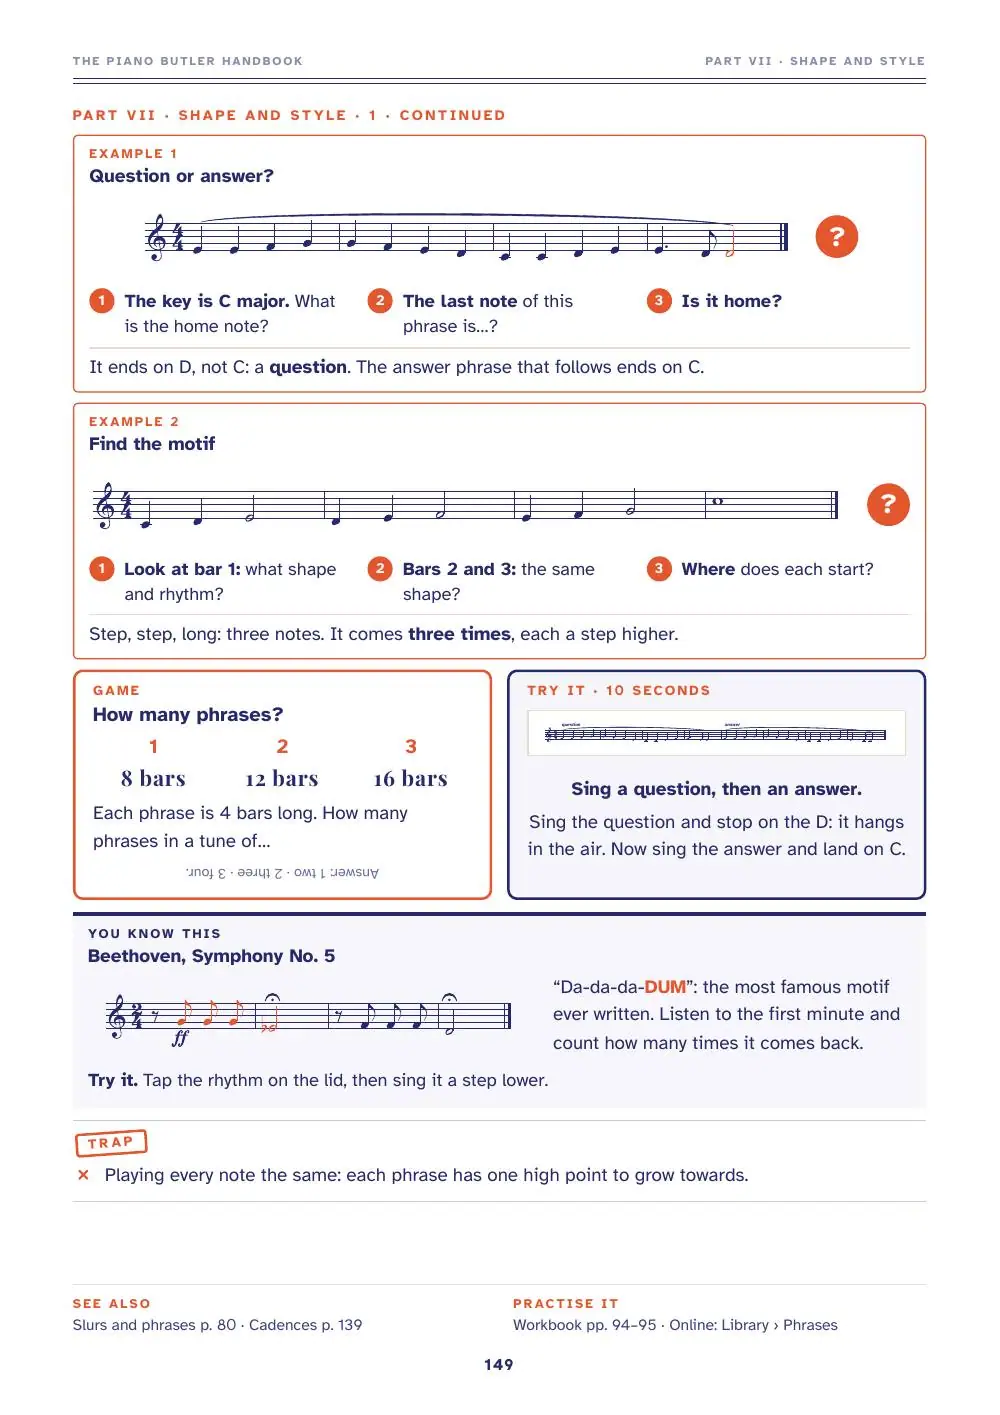 THE PIANO BUTLER HANDBOOK
PART VII · SHAPE AND STYLE
PART VII · SHAPE AND STYLE · 1 · CONTINUED
EXAMPLE 1
Question or answer?
?
1 The key is C major. What
is the home note?
2 The last note of this
phrase is...?
3 Is it home?
It ends on D, not C: a question. The answer phrase that follows ends on C.
EXAMPLE 2
Find the motif
?
1 Look at bar 1: what shape
and rhythm?
2 Bars 2 and 3: the same
shape?
3 Where does each start?
Step, step, long: three notes. It comes three times, each a step higher.
GAME
How many phrases?
1 2 3
8 bars 12 bars 16 bars
Each phrase is 4 bars long. How many
phrases in a tune of...
Answer: 1 two · 2 three · 3 four.
TRY IT · 10 SECONDS
question answer
Sing a question, then an answer.
Sing the question and stop on the D: it hangs
in the air. Now sing the answer and land on C.
YOU KNOW THIS
Beethoven, Symphony No. 5
ff
“Da-da-da-DUM”: the most famous motif
ever written. Listen to the first minute and
count how many times it comes back.
Try it. Tap the rhythm on the lid, then sing it a step lower.
TRAP
× Playing every note the same: each phrase has one high point to grow towards.
SEE ALSO
Slurs and phrases p. 80 · Cadences p. 139
PRACTISE IT
Workbook pp. 94–95 · Online: Library › Phrases
149